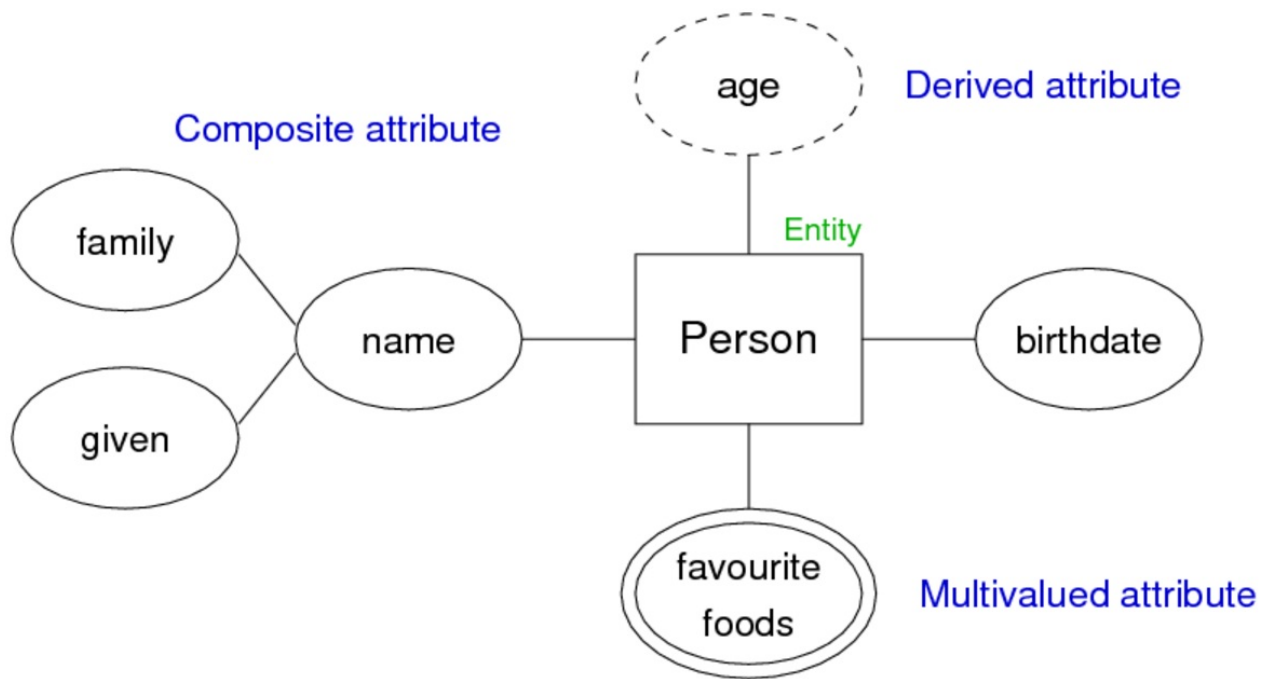 age
Derived attribute
Composite attribute
family
Entity
name
Person
birthdate
given
favourite
foods
Multivalued attribute